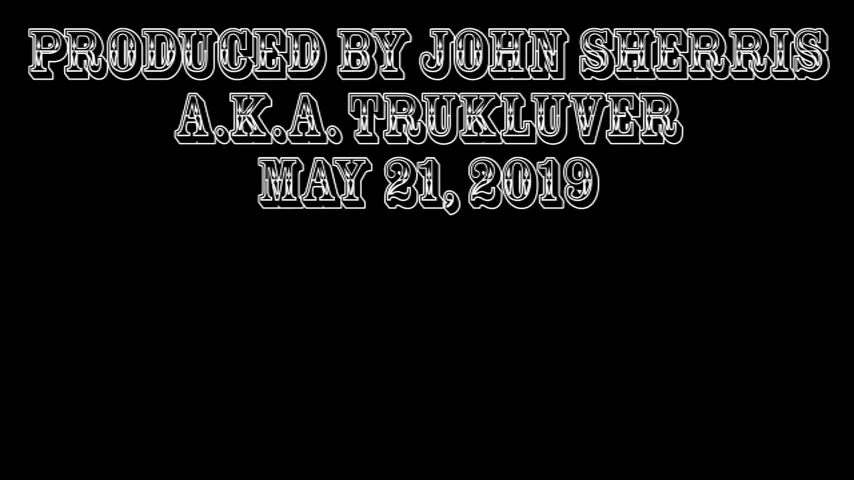 PRODUCED BY JOHN SHERRIS
A.K.A. TRUKLUVER
MAY 21, 2019